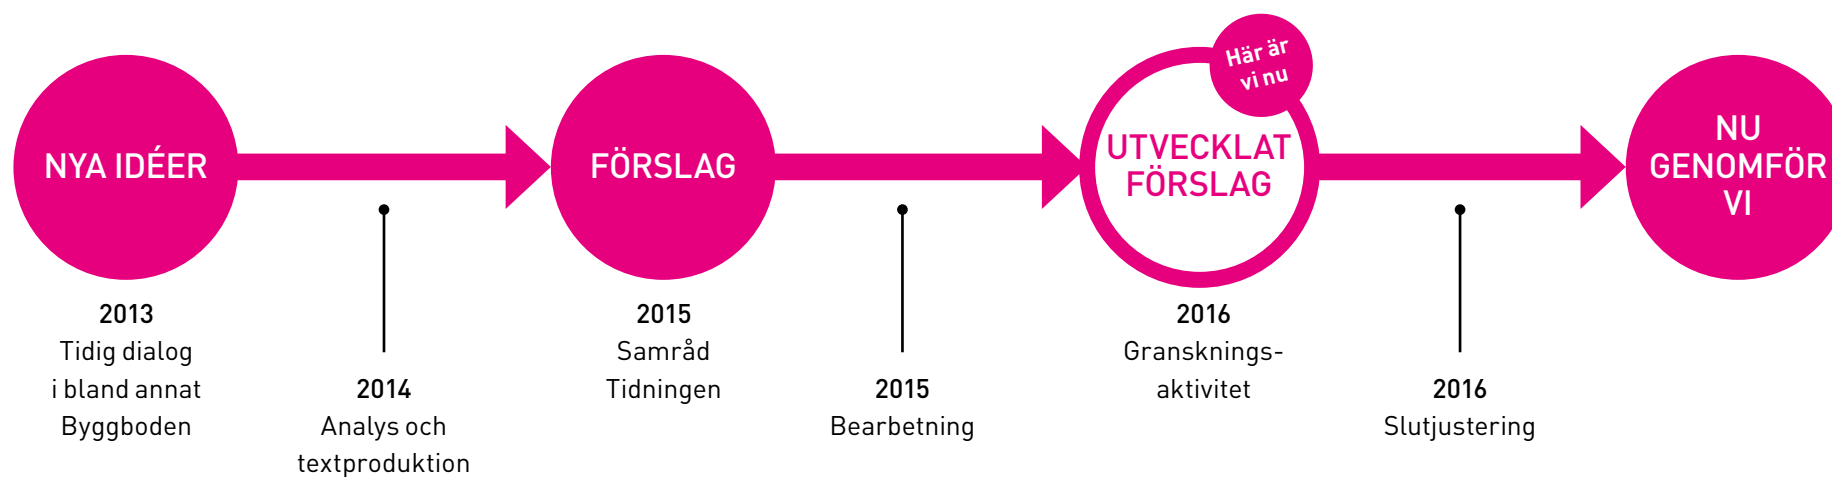 NYA IDÉER
2013
Tidig dialog
i bland annat
Byggboden
2014
Analys och
textproduktion
FÖRSLAG
2015
Samråd
Tidningen
2015
Bearbetning
Här är
vi nu
UTVECKLAT
FÖRSLAG
2016
Gransknings-
aktivitet
2016
Slutjustering
NU
GENOMFÖR
VI